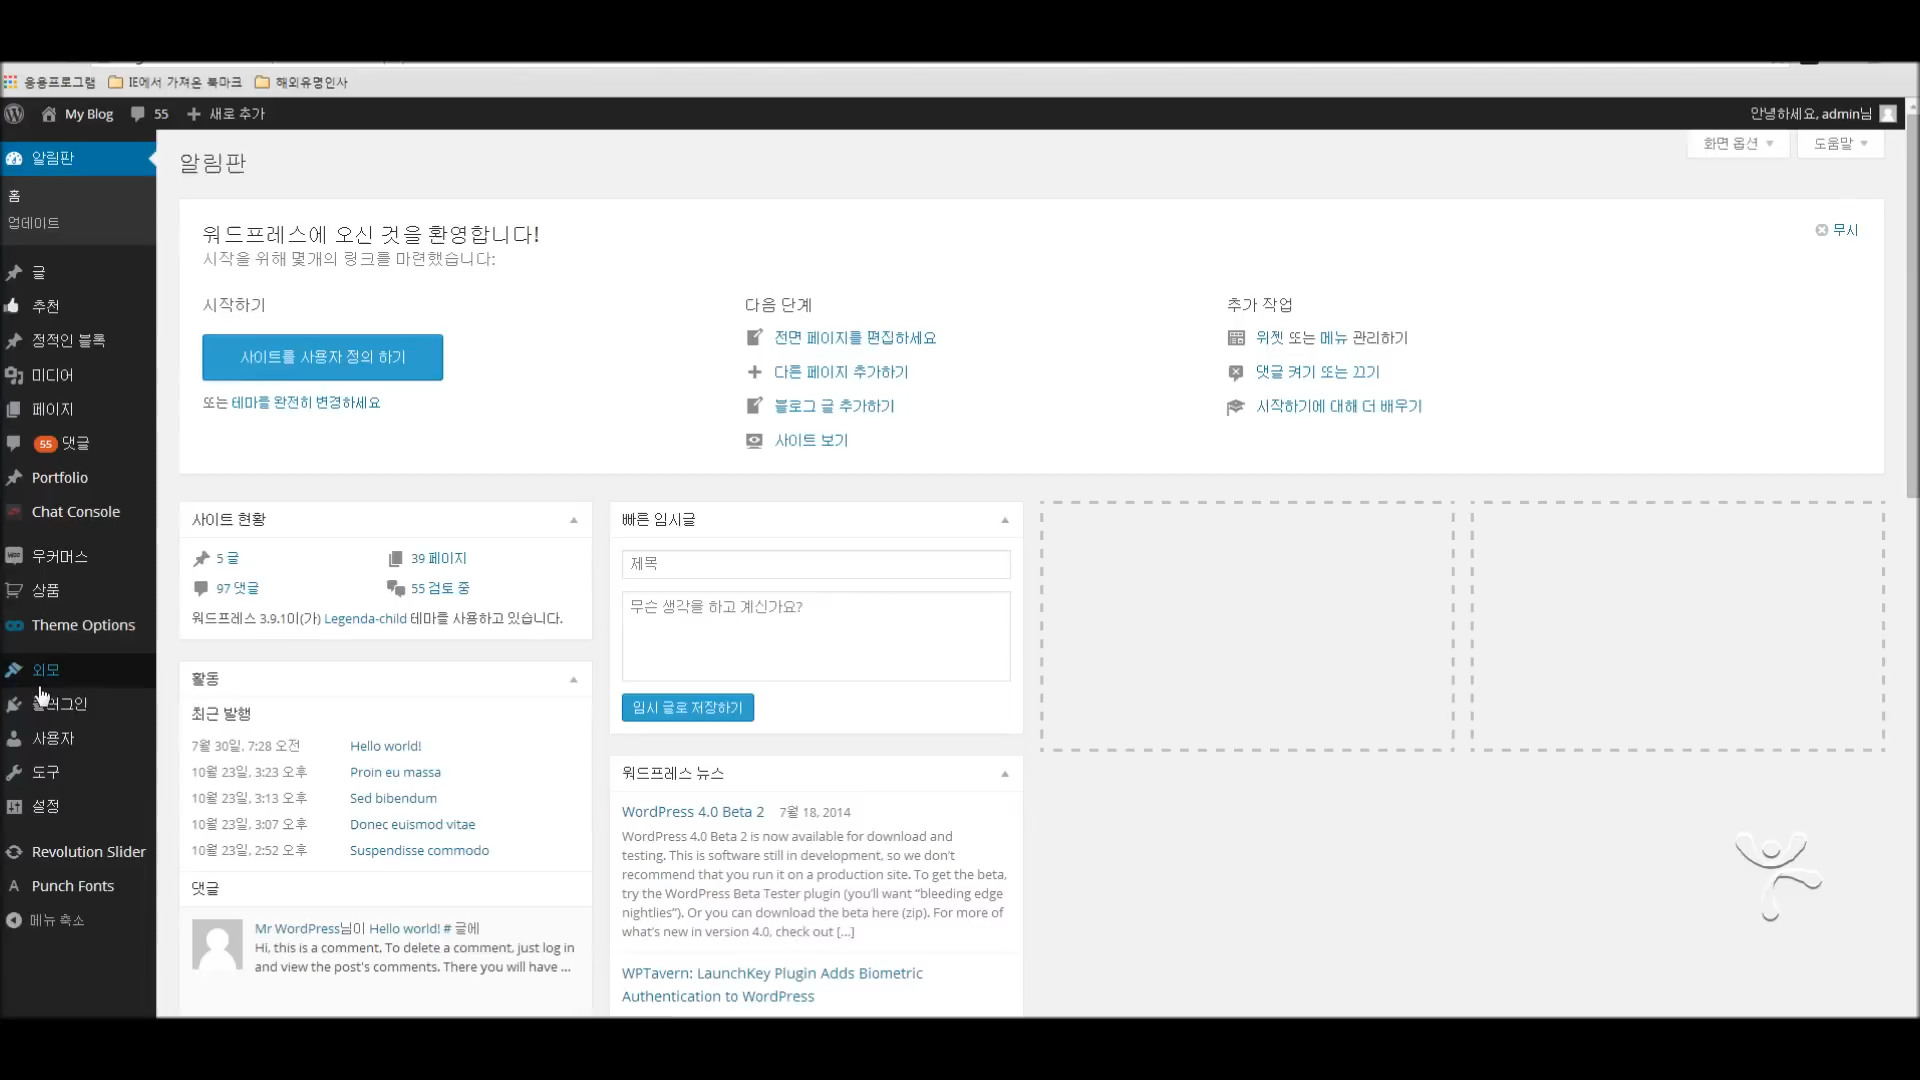 응용프로그램 IE에서 가져온 북마크 해외유명인사
My Blog 55 새로 추가 안녕하세요, admin님
화면 옵션 도움말
알림판
홈
업데이트
글
추천
정적인 블록
미디어
페이지
55 댓글
Portfolio
Chat Console
우커머스
상품
Theme Options
외모
플러그인
사용자
도구
설정
Revolution Slider
Punch Fonts
메뉴 축소
알림판
워드프레스에 오신 것을 환영합니다!
무시
시작을 위해 몇개의 링크를 마련했습니다:
시작하기
사이트를 사용자 정의 하기
또는 테마를 완전히 변경하세요
다음 단계
전면 페이지를 편집하세요
다른 페이지 추가하기
블로그 글 추가하기
사이트 보기
추가 작업
위젯 또는 메뉴 관리하기
댓글 켜기 또는 끄기
시작하기에 대해 더 배우기
사이트 현황
5 글 39 페이지
97 댓글 55 검토 중
워드프레스 3.9.1이(가) Legenda-child 테마를 사용하고 있습니다.
활동
최근 발행
7월 30일, 7:28 오전 Hello world!
10월 23일, 3:23 오후 Proin eu massa
10월 23일, 3:13 오후 Sed bibendum
10월 23일, 3:07 오후 Donec euismod vitae
10월 23일, 2:52 오후 Suspendisse commodo
댓글
Mr WordPress님이 Hello world! # 글에
Hi, this is a comment. To delete a comment, just log in
and view the post's comments. There you will have ...
빠른 임시글
제목
무슨 생각을 하고 계신가요?
임시 글로 저장하기
워드프레스 뉴스
WordPress 4.0 Beta 2 7월 18, 2014
WordPress 4.0 Beta 2 is now available for download and
testing. This is software still in development, so we don't
recommend that you run it on a production site. To get the beta,
try the WordPress Beta Tester plugin (you'll want “bleeding edge
nightlies”). Or you can download the beta here (zip). For more of
what's new in version 4.0, check out [...]
WPTavern: LaunchKey Plugin Adds Biometric
Authentication to WordPress